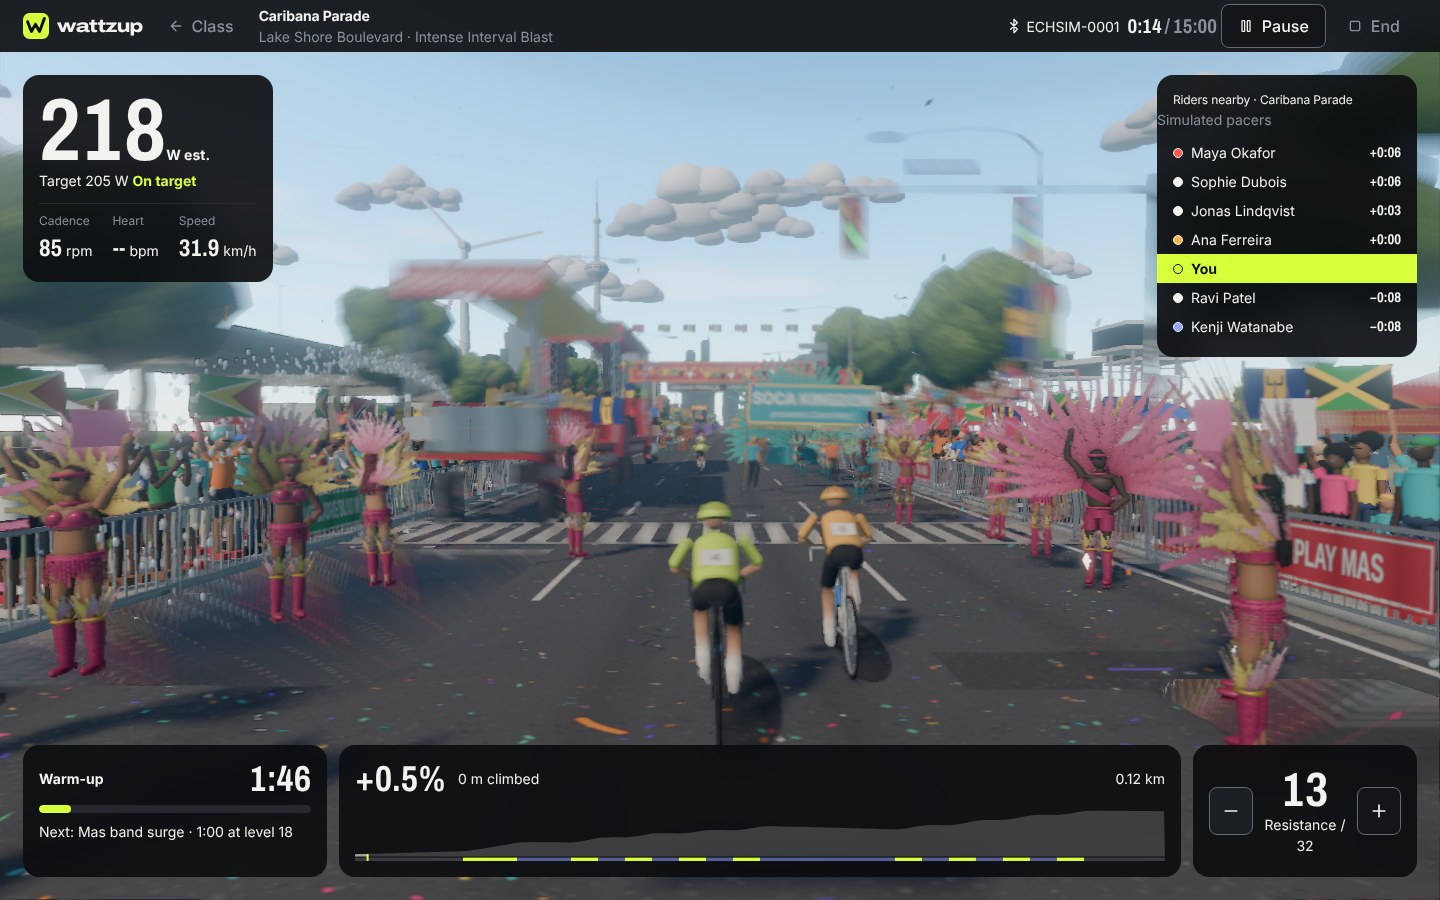 wattzup
Class
Caribana Parade
Lake Shore Boulevard · Intense Interval Blast
ECHSIM-0001
0:14 / 15:00
Pause
End
218 W est.
Target 205 W On target
Cadence Heart Speed
85 rpm -- bpm 31.9 km/h
Riders nearby · Caribana Parade
Simulated pacers
Maya Okafor +0:06
Sophie Dubois +0:06
Jonas Lindqvist +0:03
Ana Ferreira +0:00
You
Ravi Patel −0:08
Kenji Watanabe −0:08
SOCA
PLAY MAS
Warm-up 1:46
Next: Mas band surge · 1:00 at level 18
+0.5% 0 m climbed 0.12 km
− 13 +
Resistance /
32